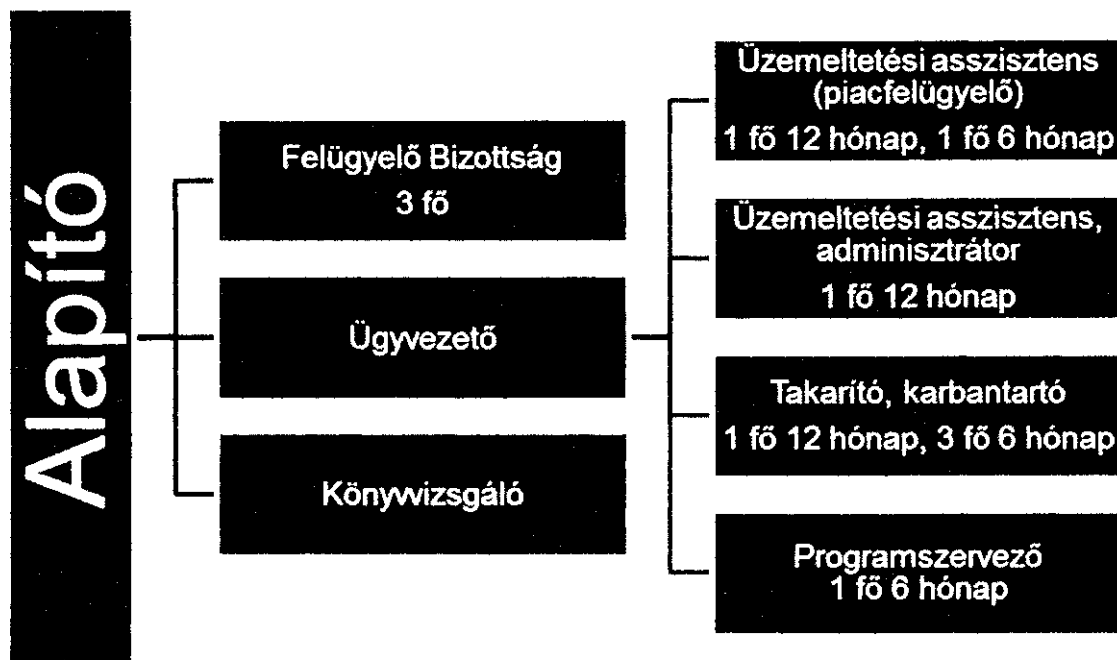 Alapító
Felügyelő Bizottság
3 fő
Ügyvezető
Könyvvizsgáló
Üzemeltetési asszisztens
(piacfelügyelő)
1 fő 12 hónap, 1 fő 6 hónap
Üzemeltetési asszisztens,
adminisztrátor
1 fő 12 hónap
Takarító, karbantartó
1 fő 12 hónap, 3 fő 6 hónap
Programszervező
1 fő 6 hónap